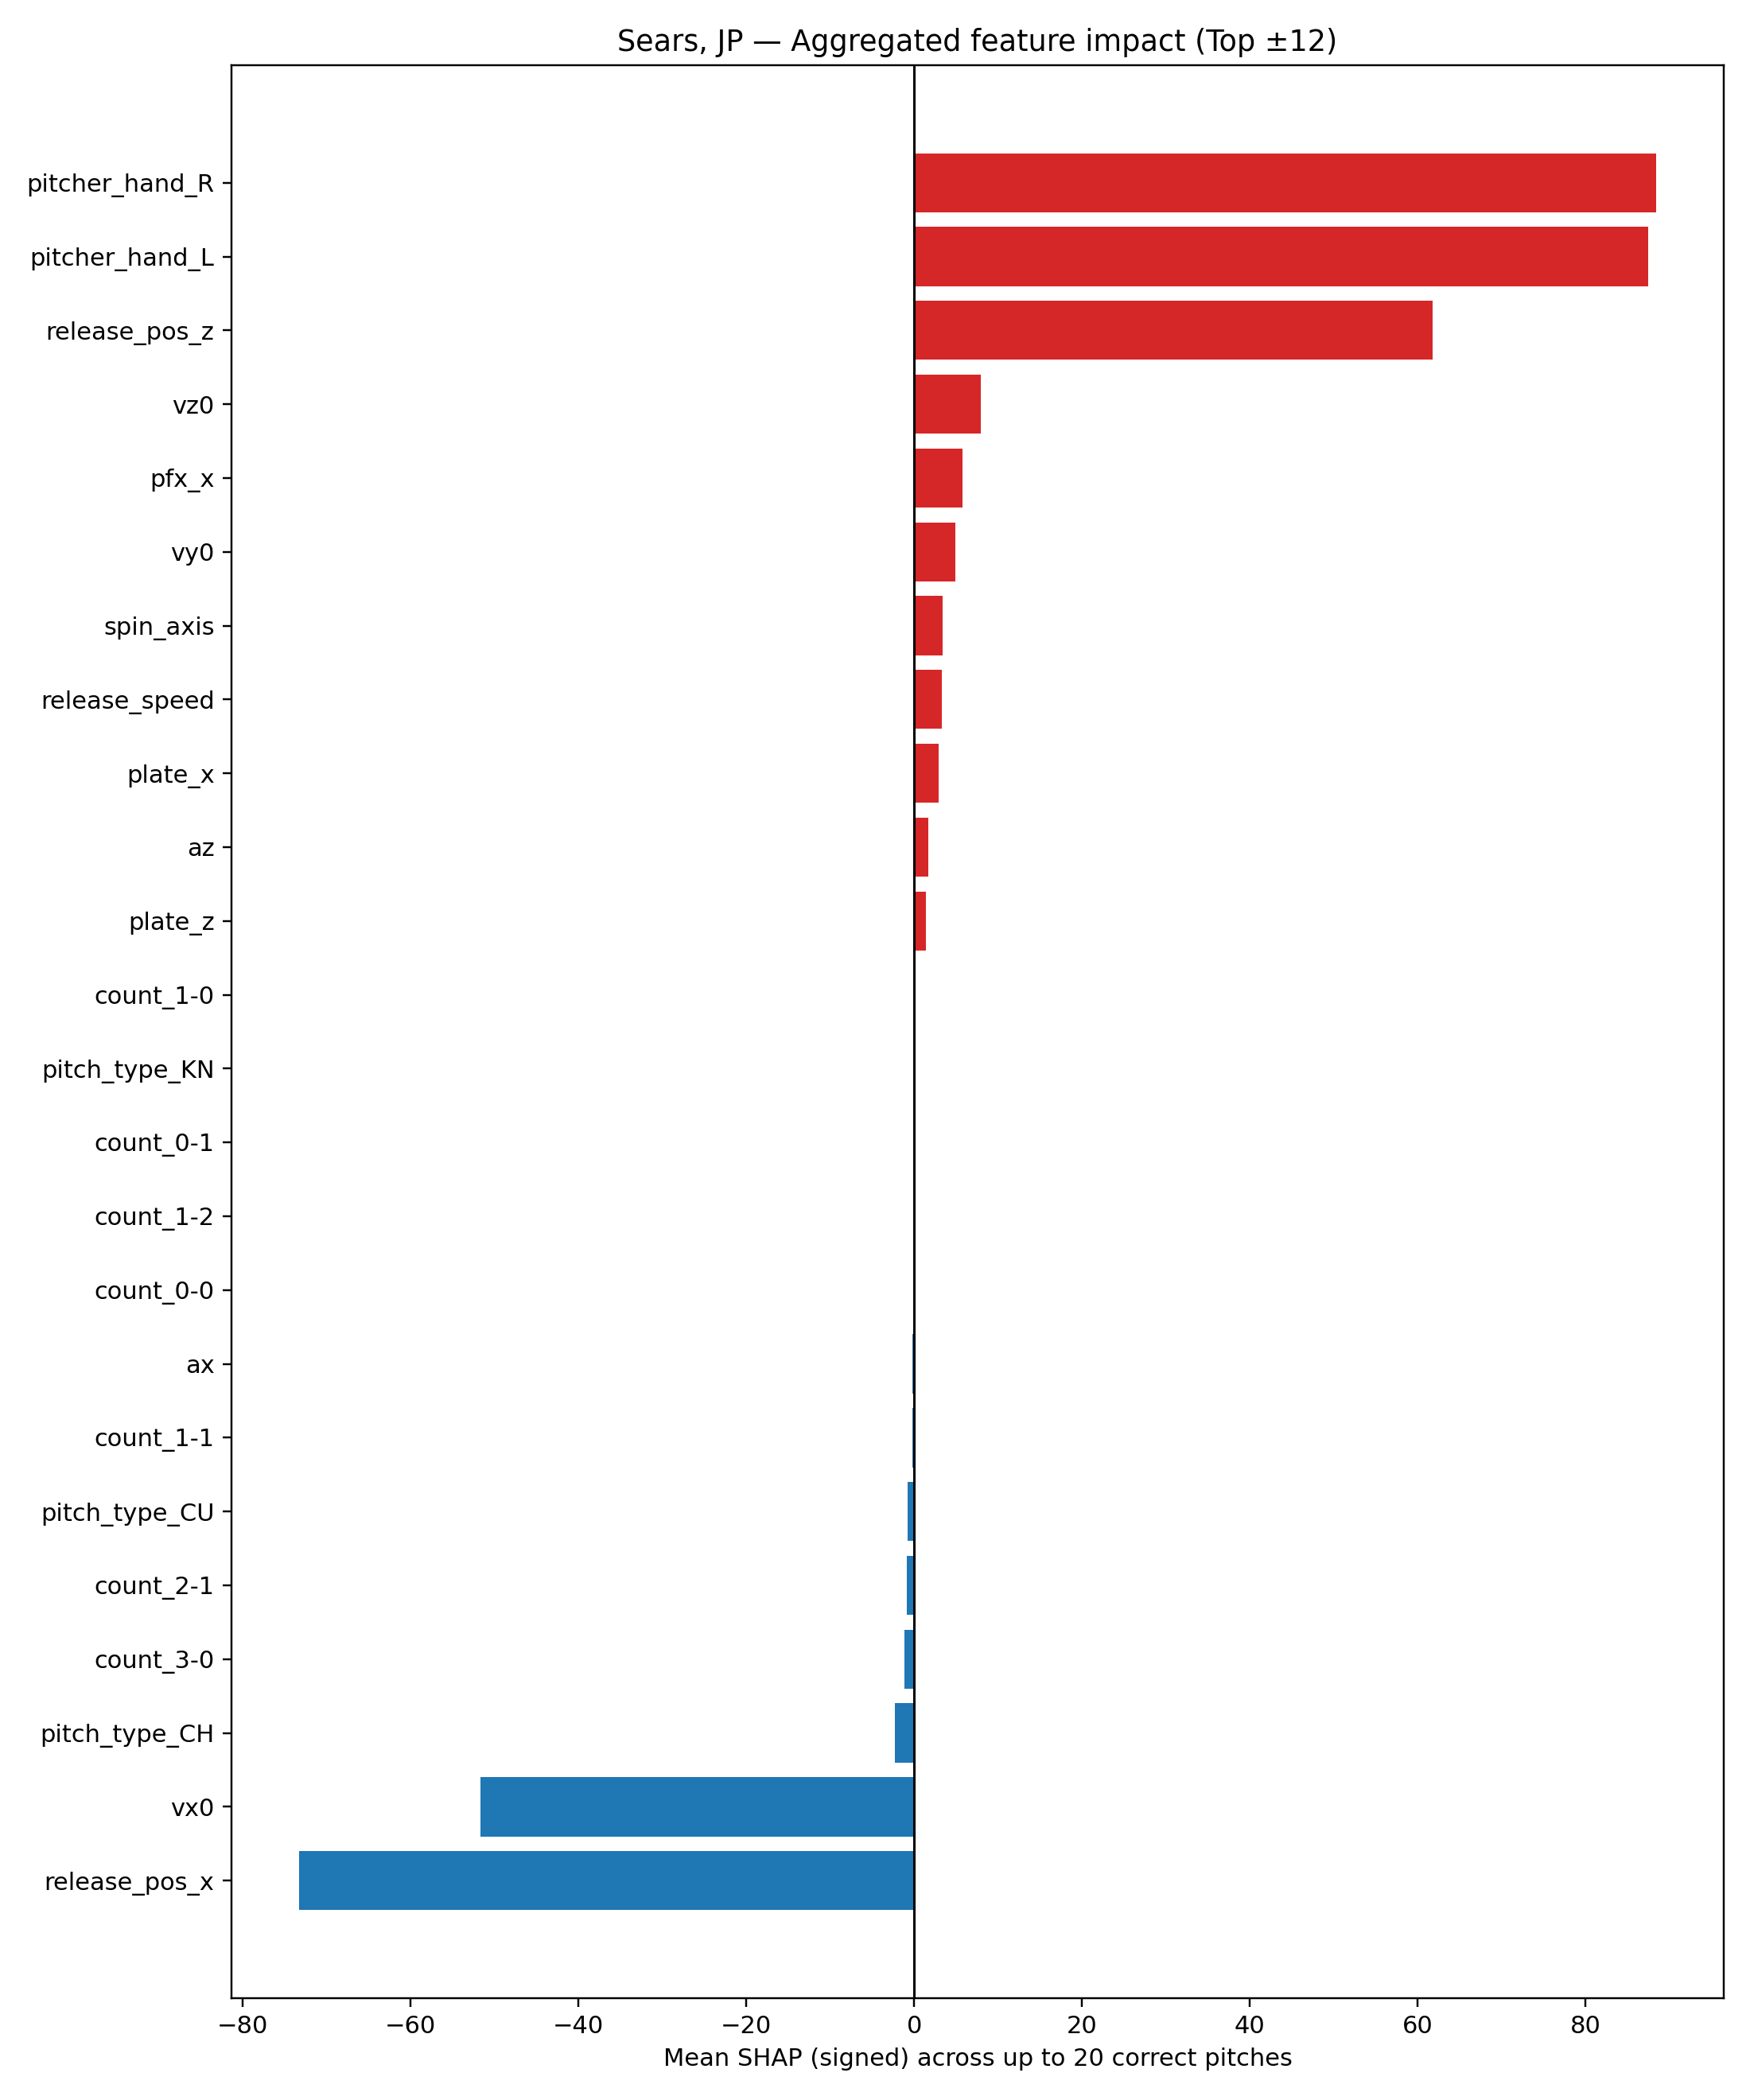 Sears, JP — Aggregated feature impact (Top ±12)
pitcher_hand_R
pitcher_hand_L
release_pos_z
vz0
pfx_x
vy0
spin_axis
release_speed
plate_x
az
plate_z
count_1-0
pitch_type_KN
count_0-1
count_1-2
count_0-0
ax
count_1-1
pitch_type_CU
count_2-1
count_3-0
pitch_type_CH
vx0
release_pos_x
−80 −60 −40 −20 0 20 40 60 80
Mean SHAP (signed) across up to 20 correct pitches